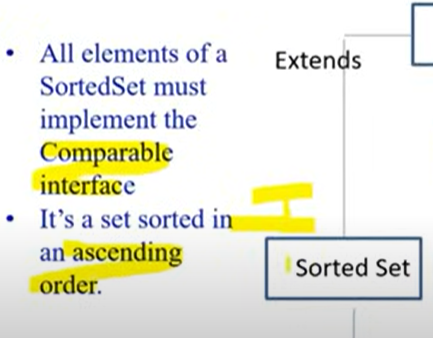 • All elements of a
SortedSet must
implement the
Comparable
interface
• It's a set sorted in
an ascending
order.
Extends
I
Sorted Set